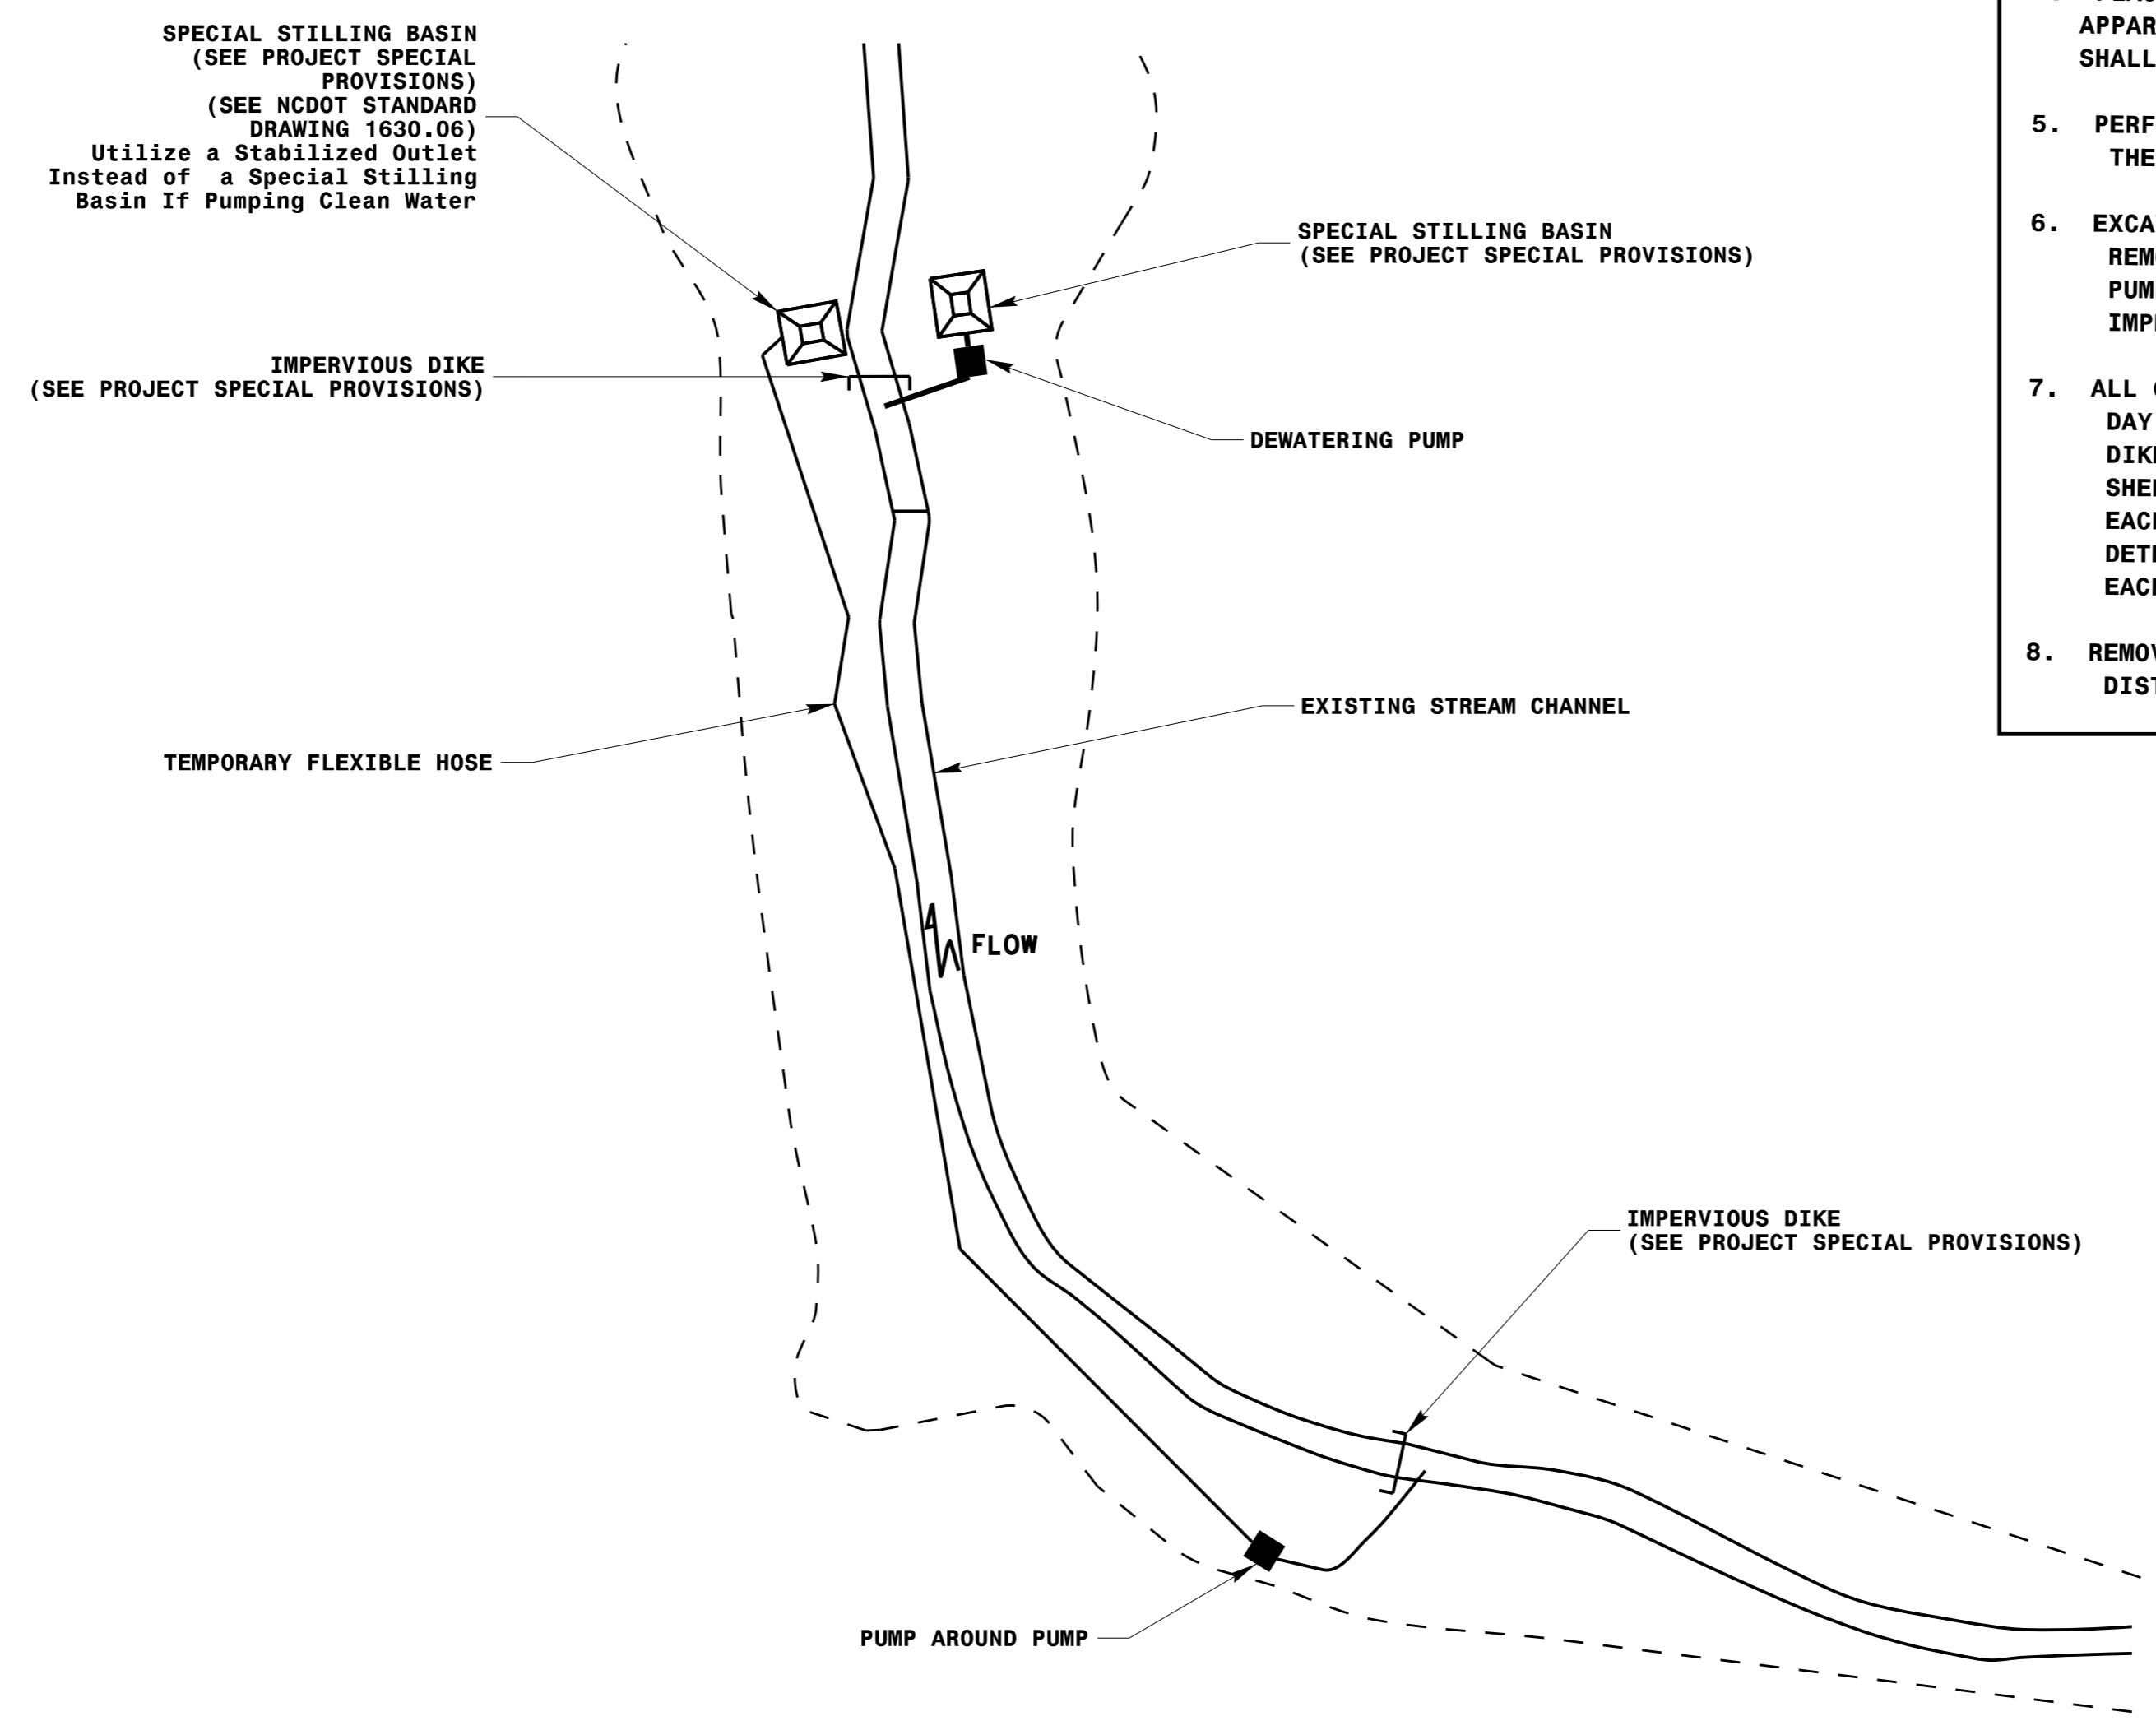 SPECIAL STILLING BASIN
(SEE PROJECT SPECIAL
PROVISIONS)
(SEE NCDOT STANDARD
DRAWING 1630.06)
Utilize a Stabilized Outlet
Instead of a Special Stilling
Basin If Pumping Clean Water
SPECIAL STILLING BASIN
(SEE PROJECT SPECIAL PROVISIONS)
IMPERVIOUS DIKE
(SEE PROJECT SPECIAL PROVISIONS)
DEWATERING PUMP
EXISTING STREAM CHANNEL
TEMPORARY FLEXIBLE HOSE
FLOW
IMPERVIOUS DIKE
(SEE PROJECT SPECIAL PROVISIONS)
PUMP AROUND PUMP
APPAR
SHALL
5. PERF
THE
6. EXCA
REM
PUM
IMP
7. ALL
DAY
DIK
SHE
EAC
DET
EAC
8. REMOV
DIST